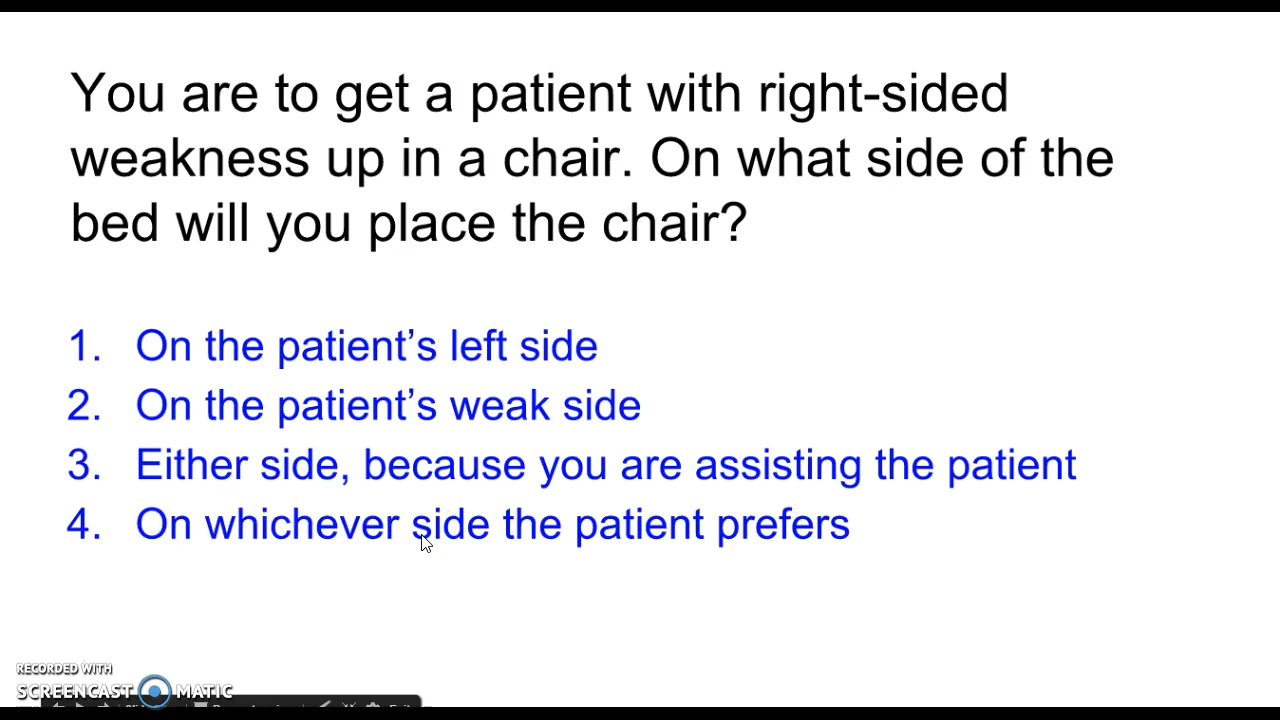 You are to get a patient with right-sided
weakness up in a chair. On what side of the
bed will you place the chair?
1. On the patient’s left side
2. On the patient’s weak side
3. Either side, because you are assisting the patient
4. On whichever side the patient prefers
RECORDED WITH
SCREENCAST MATIC